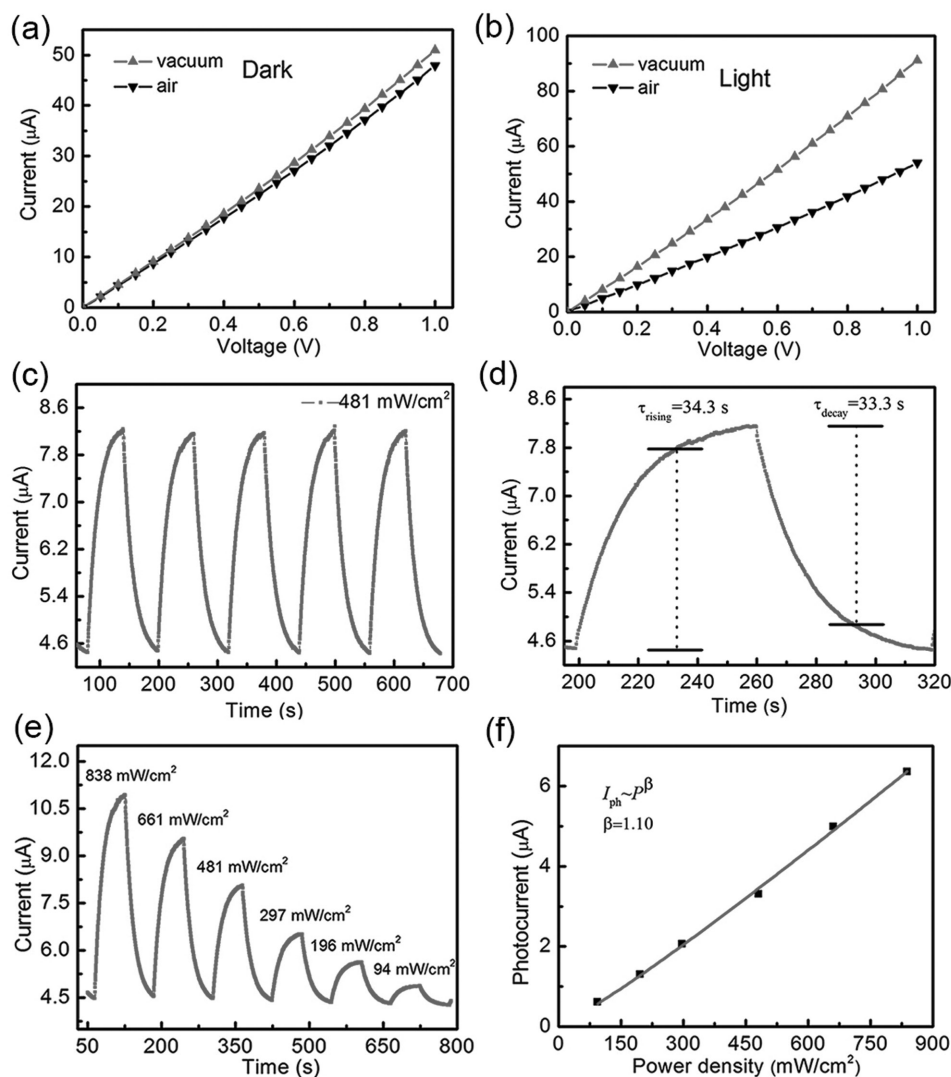 (a)
vacuum
air
Dark
Current (μA)
50
40
30
20
10
0
0.0 0.2 0.4 0.6 0.8 1.0
Voltage (V)
(b)
vacuum
air
Light
Current (μA)
100
80
60
40
20
0
0.0 0.2 0.4 0.6 0.8 1.0
Voltage (V)
(c)
481 mW/cm²
Current (μA)
8.6
7.8
7.0
6.2
5.4
4.6
100 200 300 400 500 600 700
Time (s)
(d)
τrising=34.3 s
τdecay=33.3 s
Current (μA)
8.6
7.8
7.0
6.2
5.4
4.6
200 220 240 260 280 300 320
Time (s)
(e)
838 mW/cm²
661 mW/cm²
481 mW/cm²
297 mW/cm²
196 mW/cm²
94 mW/cm²
Current (μA)
12.0
10.5
9.0
7.5
6.0
4.5
50 200 350 500 650 800
Time (s)
(f)
Iph~Pβ
β=1.10
Photocurrent (μA)
6
4
2
0
0 150 300 450 600 750 900
Power density (mW/cm²)